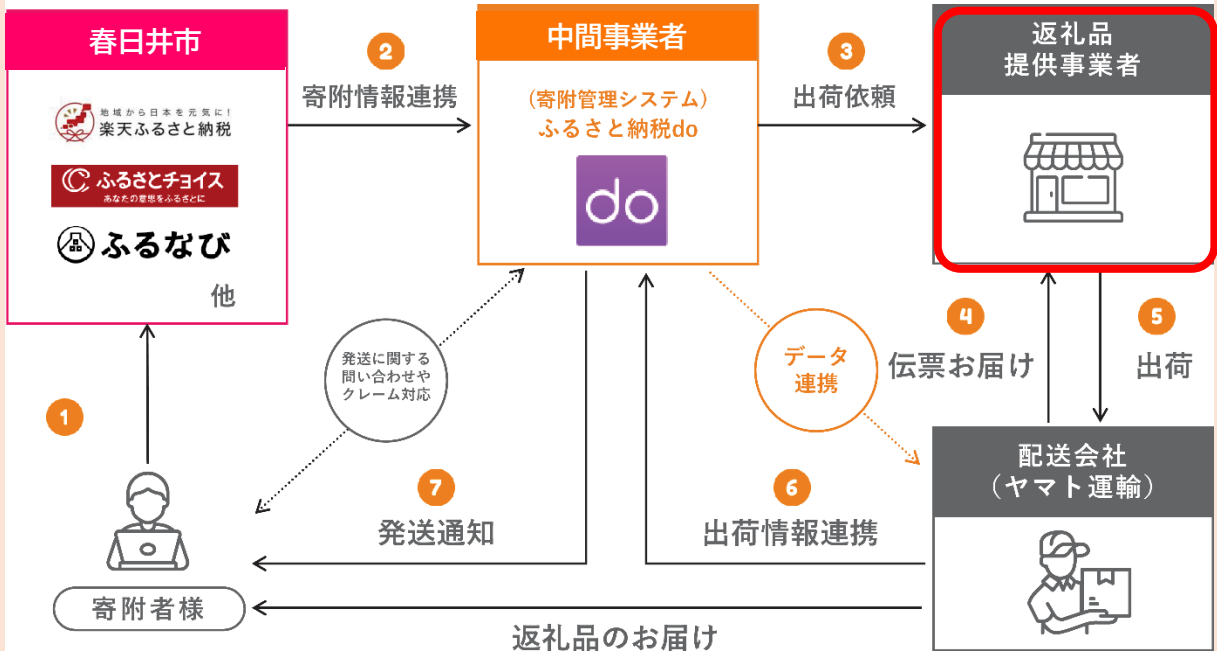 春日井市
地域から日本を元気に!
楽天ふるさと納税
ふるさとチョイス
あなたの意思をふるさとに
ふるなび
他
2
寄附情報連携
中間事業者
(寄附管理システム)
ふるさと納税do
do
3
出荷依頼
返礼品
提供事業者
1
発送に関する
問い合わせや
クレーム対応
データ
連携
4
伝票お届け
5
出荷
7
発送通知
6
出荷情報連携
配送会社
(ヤマト運輸)
寄附者様
返礼品のお届け